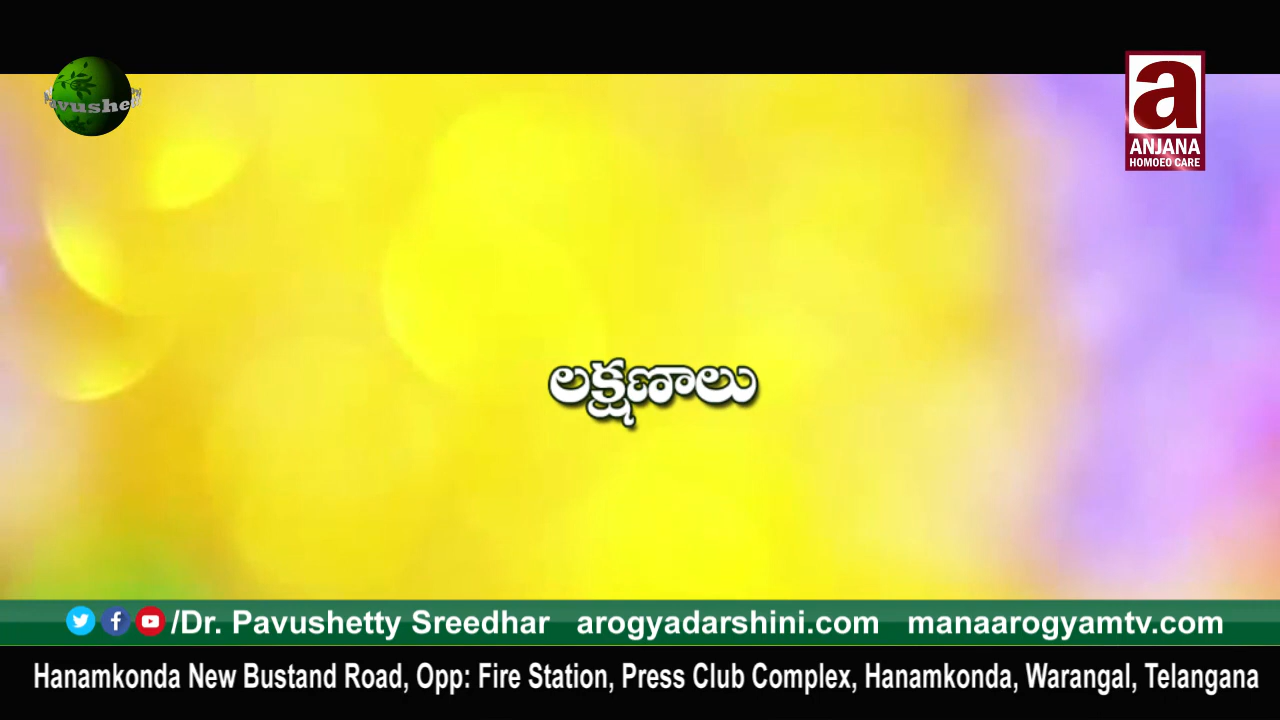 Pavushe
a
ANJANA
HOMOEO CARE
లక్షణాలు
/Dr. Pavushetty Sreedhar arogyadarshini.com manaarogyamtv.com
Hanamkonda New Bustand Road, Opp: Fire Station, Press Club Complex, Hanamkonda, Warangal, Telangana